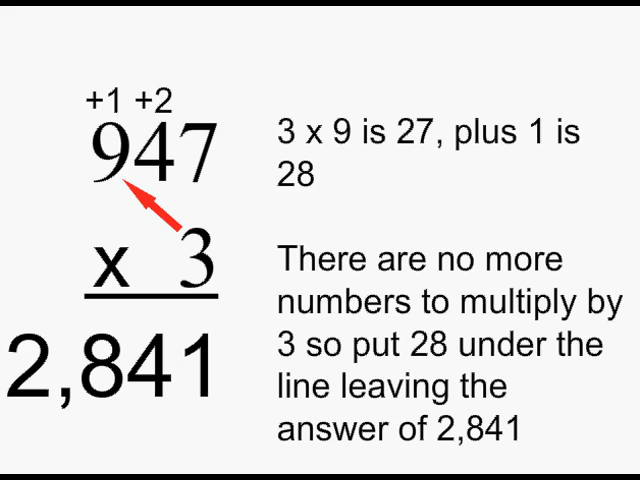 +1 +2
947
x 3
2,841
3 x 9 is 27, plus 1 is
28
There are no more
numbers to multiply by
3 so put 28 under the
line leaving the
answer of 2,841